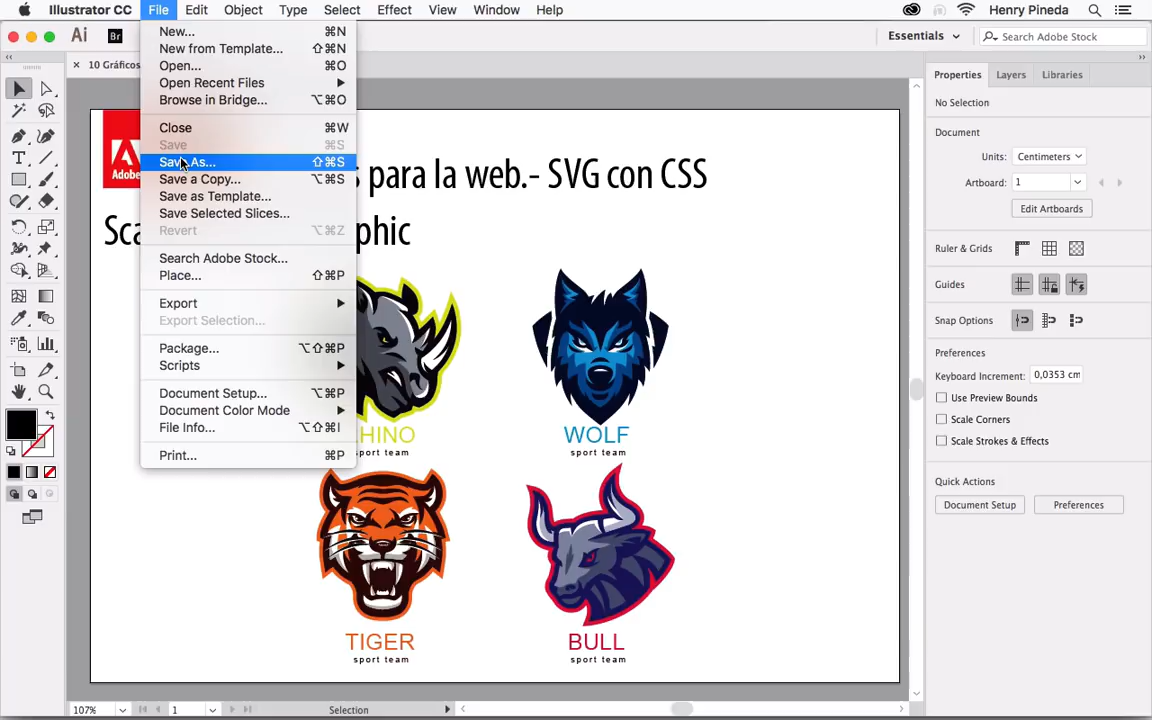 Illustrator CC File Edit Object Type Select Effect View Window Help Henry Pineda
Ai Br Essentials Search Adobe Stock
× 10 Gráficos
New... ⌘N
New from Template... ⇧⌘N
Open... ⌘O
Open Recent Files
Browse in Bridge... ⌥⌘O
Close ⌘W
Save ⌘S
Save As... ⇧⌘S
Save a Copy... ⌥⌘S
Save as Template...
Save Selected Slices...
Revert ⌥⌘Z
Search Adobe Stock...
Place... ⇧⌘P
Export
Export Selection...
Package... ⌥⇧⌘P
Scripts
Document Setup... ⌥⌘P
Document Color Mode
File Info... ⌥⇧⌘I
Print... ⌘P
Adobe
s para la web.- SVG con CSS
Sca phic
HINO
sport team
WOLF
sport team
TIGER
sport team
BULL
sport team
Properties Layers Libraries
No Selection
Document
Units: Centimeters
Artboard: 1
Edit Artboards
Ruler & Grids
Guides
Snap Options
Preferences
Keyboard Increment: 0,0353 cm
Use Preview Bounds
Scale Corners
Scale Strokes & Effects
Quick Actions
Document Setup Preferences
107% 1 Selection